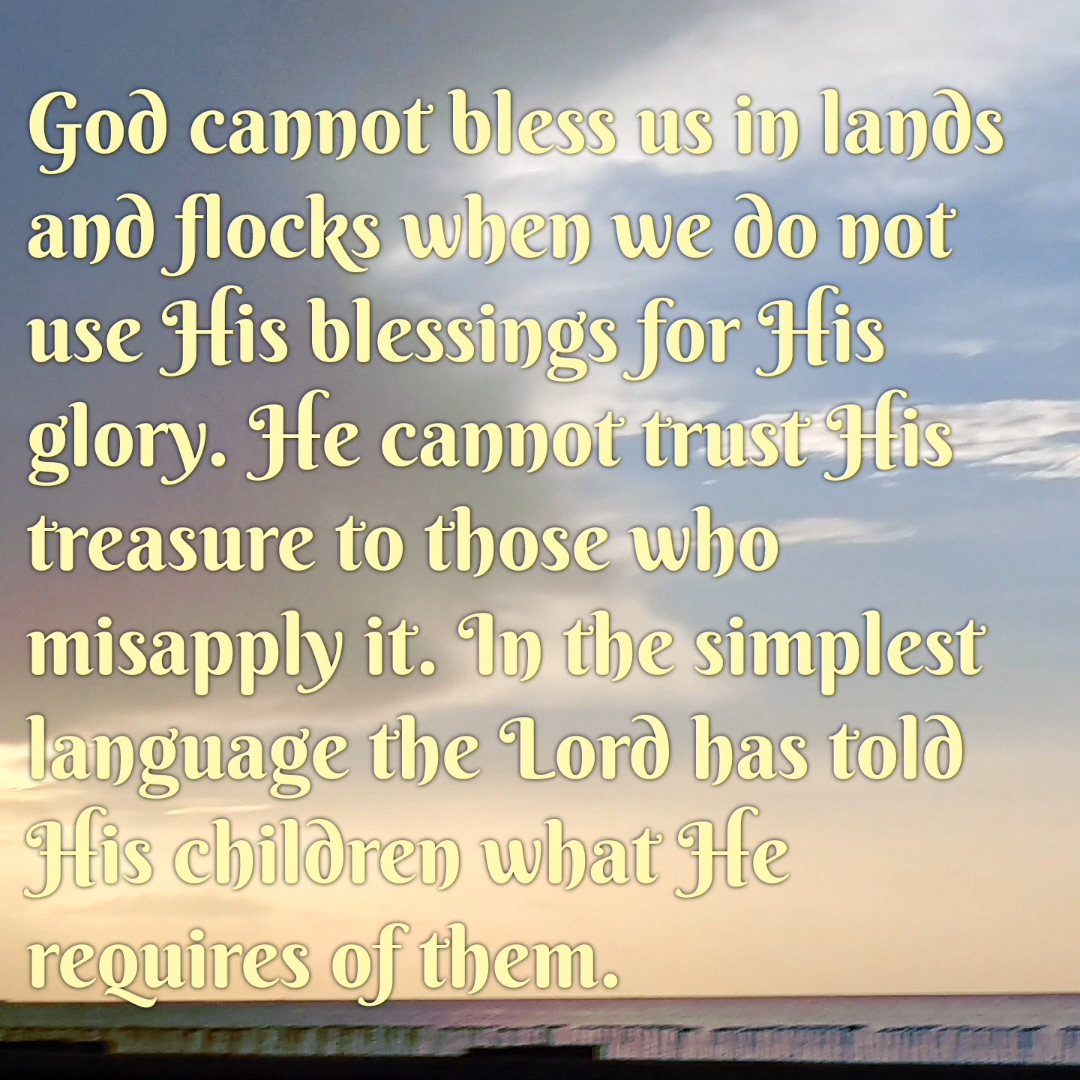 God cannot bless us in lands
and flocks when we do not
use His blessings for His
glory. He cannot trust His
treasure to those who
misapply it. In the simplest
language the Lord has told
His children what He
requires of them.